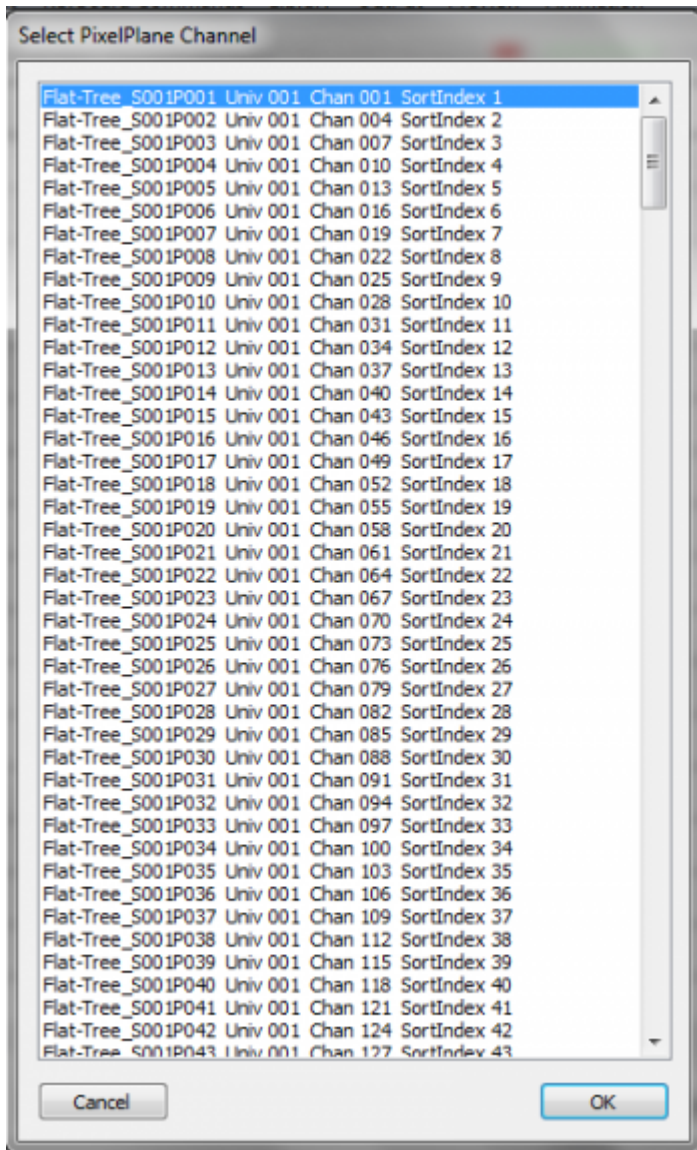 Select PixelPlane Channel
Flat-Tree_S001P001 Univ 001 Chan 001 SortIndex 1
Flat-Tree_S001P002 Univ 001 Chan 004 SortIndex 2
Flat-Tree_S001P003 Univ 001 Chan 007 SortIndex 3
Flat-Tree_S001P004 Univ 001 Chan 010 SortIndex 4
Flat-Tree_S001P005 Univ 001 Chan 013 SortIndex 5
Flat-Tree_S001P006 Univ 001 Chan 016 SortIndex 6
Flat-Tree_S001P007 Univ 001 Chan 019 SortIndex 7
Flat-Tree_S001P008 Univ 001 Chan 022 SortIndex 8
Flat-Tree_S001P009 Univ 001 Chan 025 SortIndex 9
Flat-Tree_S001P010 Univ 001 Chan 028 SortIndex 10
Flat-Tree_S001P011 Univ 001 Chan 031 SortIndex 11
Flat-Tree_S001P012 Univ 001 Chan 034 SortIndex 12
Flat-Tree_S001P013 Univ 001 Chan 037 SortIndex 13
Flat-Tree_S001P014 Univ 001 Chan 040 SortIndex 14
Flat-Tree_S001P015 Univ 001 Chan 043 SortIndex 15
Flat-Tree_S001P016 Univ 001 Chan 046 SortIndex 16
Flat-Tree_S001P017 Univ 001 Chan 049 SortIndex 17
Flat-Tree_S001P018 Univ 001 Chan 052 SortIndex 18
Flat-Tree_S001P019 Univ 001 Chan 055 SortIndex 19
Flat-Tree_S001P020 Univ 001 Chan 058 SortIndex 20
Flat-Tree_S001P021 Univ 001 Chan 061 SortIndex 21
Flat-Tree_S001P022 Univ 001 Chan 064 SortIndex 22
Flat-Tree_S001P023 Univ 001 Chan 067 SortIndex 23
Flat-Tree_S001P024 Univ 001 Chan 070 SortIndex 24
Flat-Tree_S001P025 Univ 001 Chan 073 SortIndex 25
Flat-Tree_S001P026 Univ 001 Chan 076 SortIndex 26
Flat-Tree_S001P027 Univ 001 Chan 079 SortIndex 27
Flat-Tree_S001P028 Univ 001 Chan 082 SortIndex 28
Flat-Tree_S001P029 Univ 001 Chan 085 SortIndex 29
Flat-Tree_S001P030 Univ 001 Chan 088 SortIndex 30
Flat-Tree_S001P031 Univ 001 Chan 091 SortIndex 31
Flat-Tree_S001P032 Univ 001 Chan 094 SortIndex 32
Flat-Tree_S001P033 Univ 001 Chan 097 SortIndex 33
Flat-Tree_S001P034 Univ 001 Chan 100 SortIndex 34
Flat-Tree_S001P035 Univ 001 Chan 103 SortIndex 35
Flat-Tree_S001P036 Univ 001 Chan 106 SortIndex 36
Flat-Tree_S001P037 Univ 001 Chan 109 SortIndex 37
Flat-Tree_S001P038 Univ 001 Chan 112 SortIndex 38
Flat-Tree_S001P039 Univ 001 Chan 115 SortIndex 39
Flat-Tree_S001P040 Univ 001 Chan 118 SortIndex 40
Flat-Tree_S001P041 Univ 001 Chan 121 SortIndex 41
Flat-Tree_S001P042 Univ 001 Chan 124 SortIndex 42
Flat-Tree_S001P043 Univ 001 Chan 127 SortIndex 43
Cancel
OK